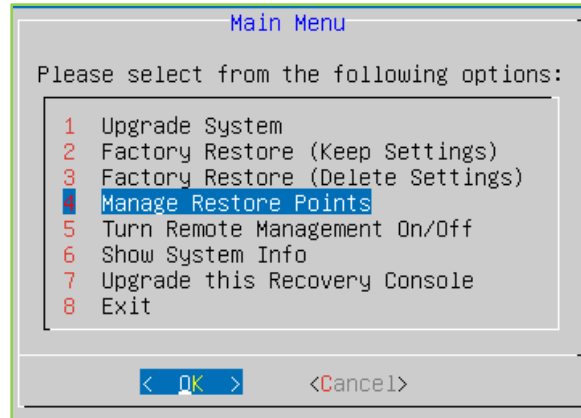 Main Menu
Please select from the following options:
1 Upgrade System
2 Factory Restore (Keep Settings)
3 Factory Restore (Delete Settings)
4 Manage Restore Points
5 Turn Remote Management On/Off
6 Show System Info
7 Upgrade this Recovery Console
8 Exit
< OK > <Cancel>